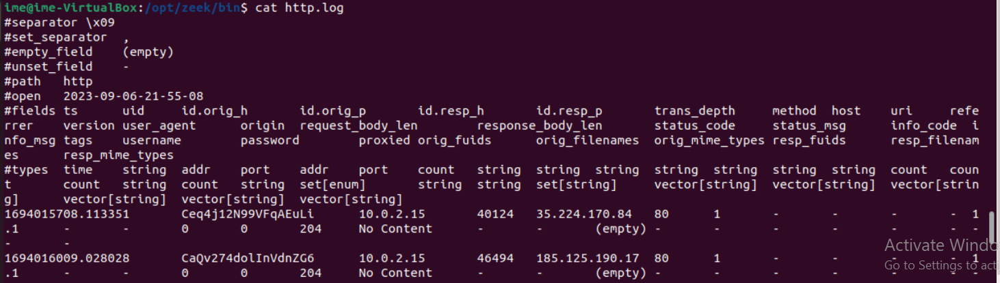 ime@ime-VirtualBox:/opt/zeek/bin$ cat http.log
#separator \x09
#set_separator  ,
#empty_field    (empty)
#unset_field    -
#path   http
#open   2023-09-06-21-55-08
#fields ts      uid     id.orig_h       id.orig_p       id.resp_h       id.resp_p       trans_depth     method  host    uri     refe
rrer    version user_agent      origin  request_body_len        response_body_len       status_code     status_msg      info_code  i
nfo_msg tags    username        password        proxied orig_fuids      orig_filenames  orig_mime_types resp_fuids      resp_filenam
es      resp_mime_types
#types  time    string  addr    port    addr    port    count   string  string  string  string  string  string  string  count   coun
t       count   string  count   string  set[enum]       string  string  set[string]     vector[string]  vector[string]  vector[strin
g]      vector[string]  vector[string]  vector[string]
1694015708.113351       Ceq4j12N99VFqAEuLi      10.0.2.15       40124   35.224.170.84   80      1       -       -       -       -  1
.1      -       -       0       0       204     No Content      -       -       (empty) -       -       -       -       -       -  -
-       -
1694016009.028028       CaQv274dolInVdnZG6      10.0.2.15       46494   185.125.190.17  80      1       -       -       -       -  1
.1      -       -       0       0       204     No Content      -       -       (empty) -       -       -       -       -       -  -
Activate Windo
Go to Settings to acti